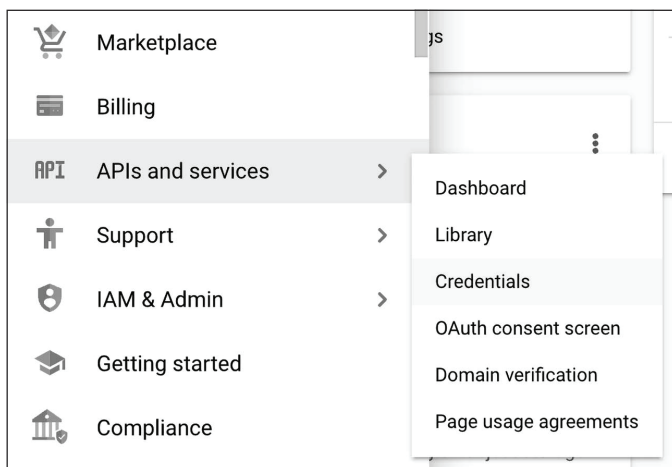 Marketplace
Billing
API APIs and services
Support
IAM & Admin
Getting started
Compliance
gs
Dashboard
Library
Credentials
OAuth consent screen
Domain verification
Page usage agreements